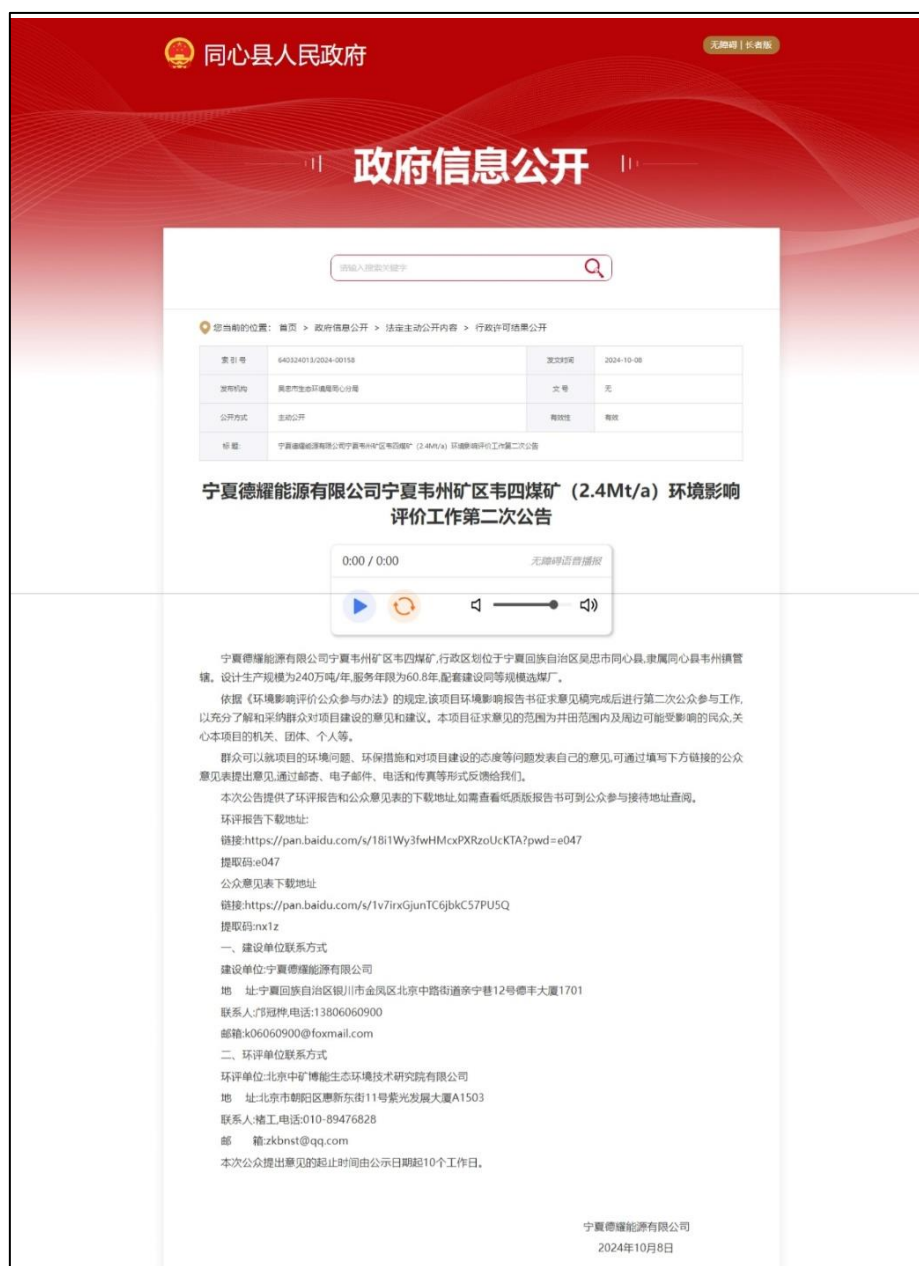 同心县人民政府
无障碍 | 长者版
政府信息公开
请输入搜索关键字
您当前的位置： 首页 > 政府信息公开 > 法定主动公开内容 > 行政许可结果公开
索 引 号 640324013/2024-00158 发文时间 2024-10-08
发布机构 吴忠市生态环境局同心分局 文 号 无
公开方式 主动公开 有效性 有效
标 题: 宁夏德耀能源有限公司宁夏韦州矿区韦四煤矿（2.4Mt/a）环境影响评价工作第二次公告
宁夏德耀能源有限公司宁夏韦州矿区韦四煤矿（2.4Mt/a）环境影响
评价工作第二次公告
0:00 / 0:00 无障碍语音播报
宁夏德耀能源有限公司宁夏韦州矿区韦四煤矿,行政区划位于宁夏回族自治区吴忠市同心县,隶属同心县韦州镇管
辖。设计生产规模为240万吨/年,服务年限为60.8年,配套建设同等规模选煤厂。
依据《环境影响评价公众参与办法》的规定,该项目环境影响报告书征求意见稿完成后进行第二次公众参与工作,
以充分了解和采纳群众对项目建设的意见和建议。本项目征求意见的范围为井田范围内及周边可能受影响的民众,关
心本项目的机关、团体、个人等。
群众可以就项目的环境问题、环保措施和对项目建设的态度等问题发表自己的意见,可通过填写下方链接的公众
意见表提出意见,通过邮寄、电子邮件、电话和传真等形式反馈给我们。
本次公告提供了环评报告和公众意见表的下载地址,如需查看纸质版报告书可到公众参与接待地址查阅。
环评报告下载地址:
链接:https://pan.baidu.com/s/18i1Wy3fwHMcxPXRzoUcKTA?pwd=e047
提取码:e047
公众意见表下载地址
链接:https://pan.baidu.com/s/1v7irxGjunTC6jbkC57PU5Q
提取码:nx1z
一、建设单位联系方式
建设单位:宁夏德耀能源有限公司
地 址:宁夏回族自治区银川市金凤区北京中路街道亲宁巷12号德丰大厦1701
联系人:邝冠桦,电话:13806060900
邮箱:k06060900@foxmail.com
二、环评单位联系方式
环评单位:北京中矿博能生态环境技术研究院有限公司
地 址:北京市朝阳区惠新东街11号紫光发展大厦A1503
联系人:褚工,电话:010-89476828
邮 箱:zkbnst@qq.com
本次公众提出意见的起止时间由公示日期起10个工作日。
宁夏德耀能源有限公司
2024年10月8日